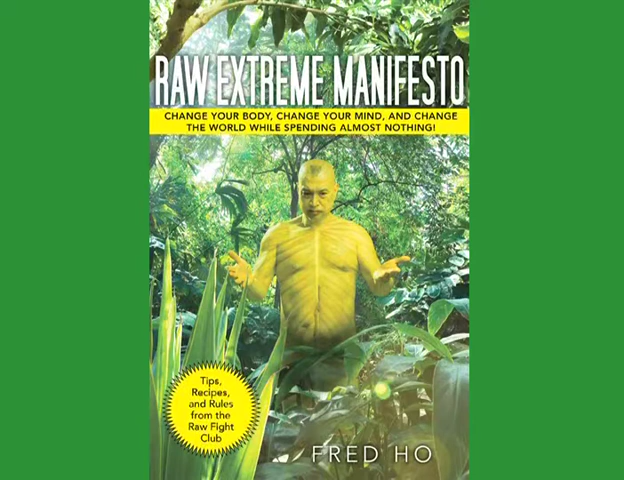 RAW EXTREME MANIFESTO
CHANGE YOUR BODY, CHANGE YOUR MIND, AND CHANGE
THE WORLD WHILE SPENDING ALMOST NOTHING!
Tips,
Recipes,
and Rules
from the
Raw Fight
Club
FRED HO